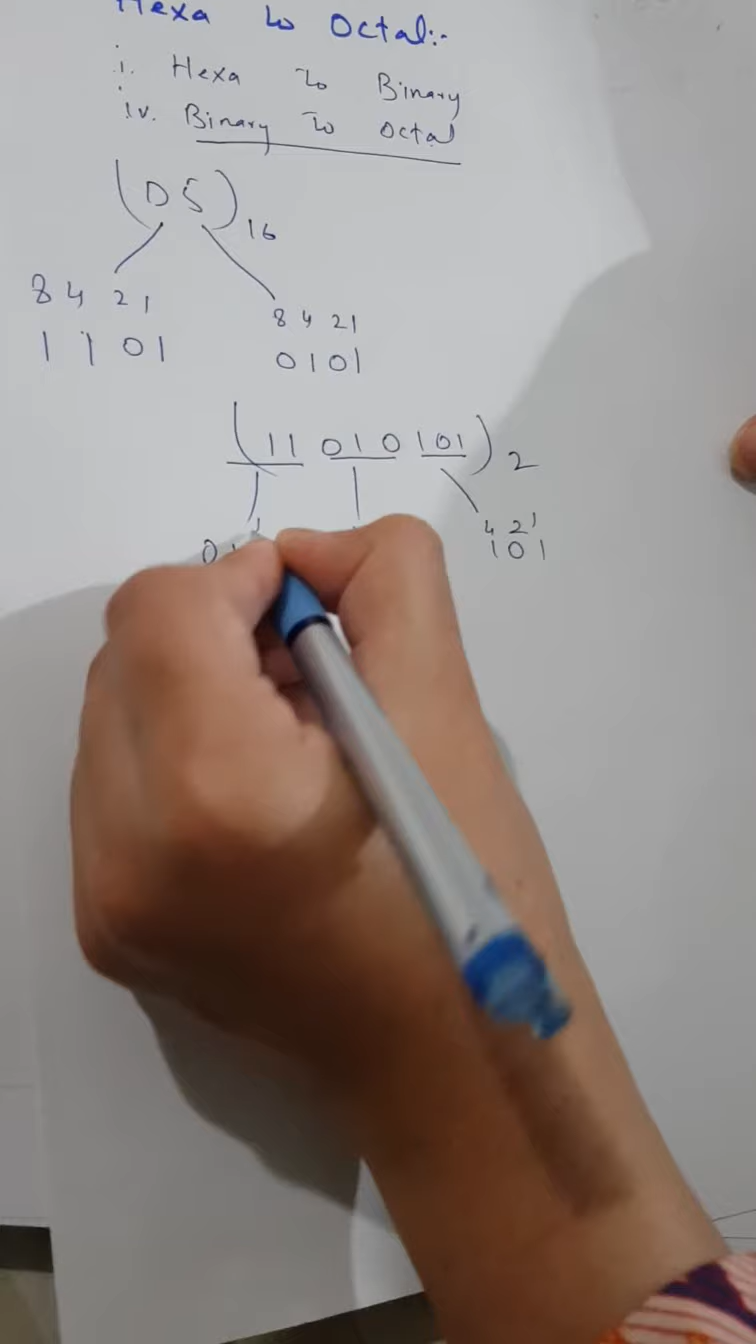 Hexa to Octal:-
i. Hexa to Binary
iv. Binary to Octal
(D5)16
8 4 2 1
8 4 2 1
1 1 0 1
0 1 0 1
(11 010 101)2
4 2 1
0 1
1 0 1